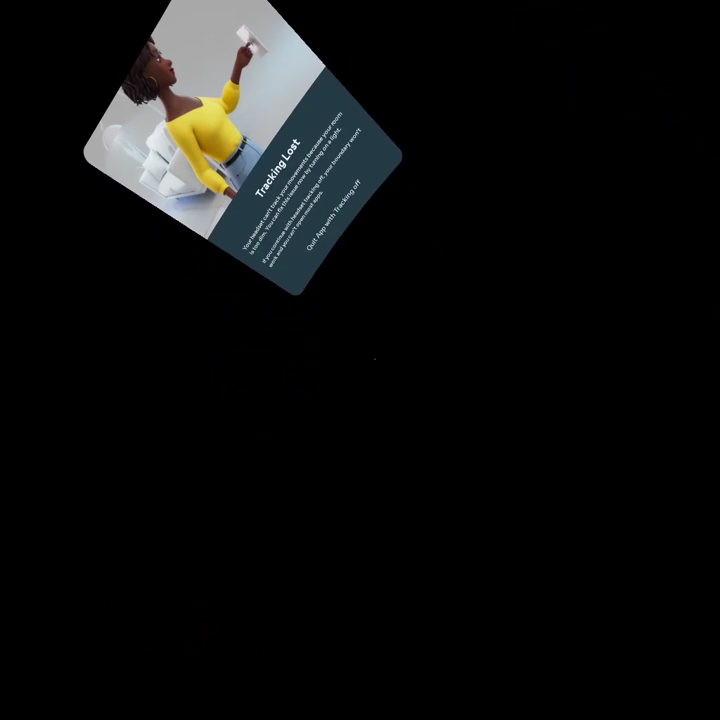 Tracking Lost
Your headset can't track your movements because your room
is too dim. You can fix this issue now by turning on a light.
If you continue with headset tracking off, your boundary won't
work and you can't open most apps.
Quit App with Tracking off